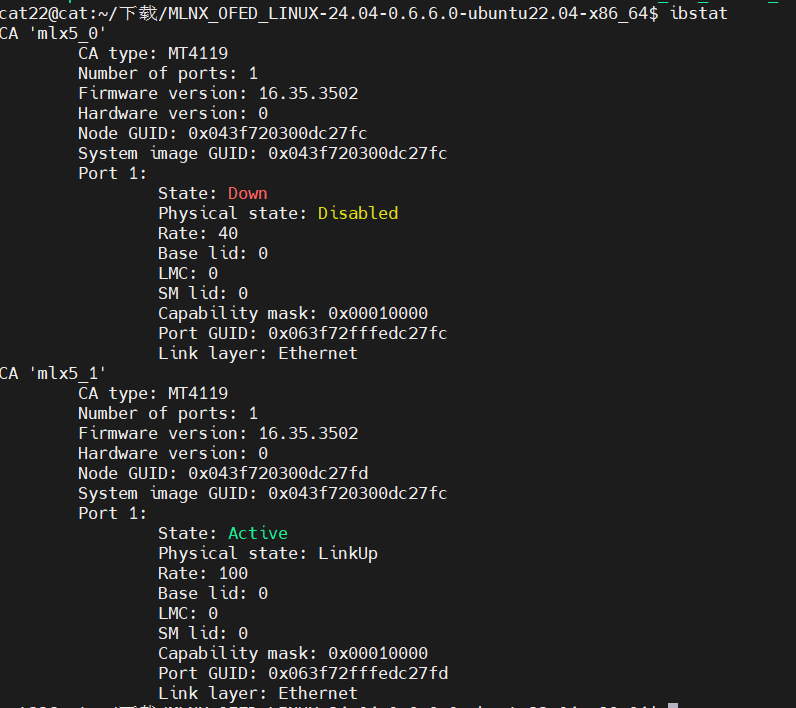 cat22@cat:~/下载/MLNX_OFED_LINUX-24.04-0.6.6.0-ubuntu22.04-x86_64$ ibstat
CA 'mlx5_0'
CA type: MT4119
Number of ports: 1
Firmware version: 16.35.3502
Hardware version: 0
Node GUID: 0x043f720300dc27fc
System image GUID: 0x043f720300dc27fc
Port 1:
State: Down
Physical state: Disabled
Rate: 40
Base lid: 0
LMC: 0
SM lid: 0
Capability mask: 0x00010000
Port GUID: 0x063f72fffedc27fc
Link layer: Ethernet
CA 'mlx5_1'
CA type: MT4119
Number of ports: 1
Firmware version: 16.35.3502
Hardware version: 0
Node GUID: 0x043f720300dc27fd
System image GUID: 0x043f720300dc27fc
Port 1:
State: Active
Physical state: LinkUp
Rate: 100
Base lid: 0
LMC: 0
SM lid: 0
Capability mask: 0x00010000
Port GUID: 0x063f72fffedc27fd
Link layer: Ethernet